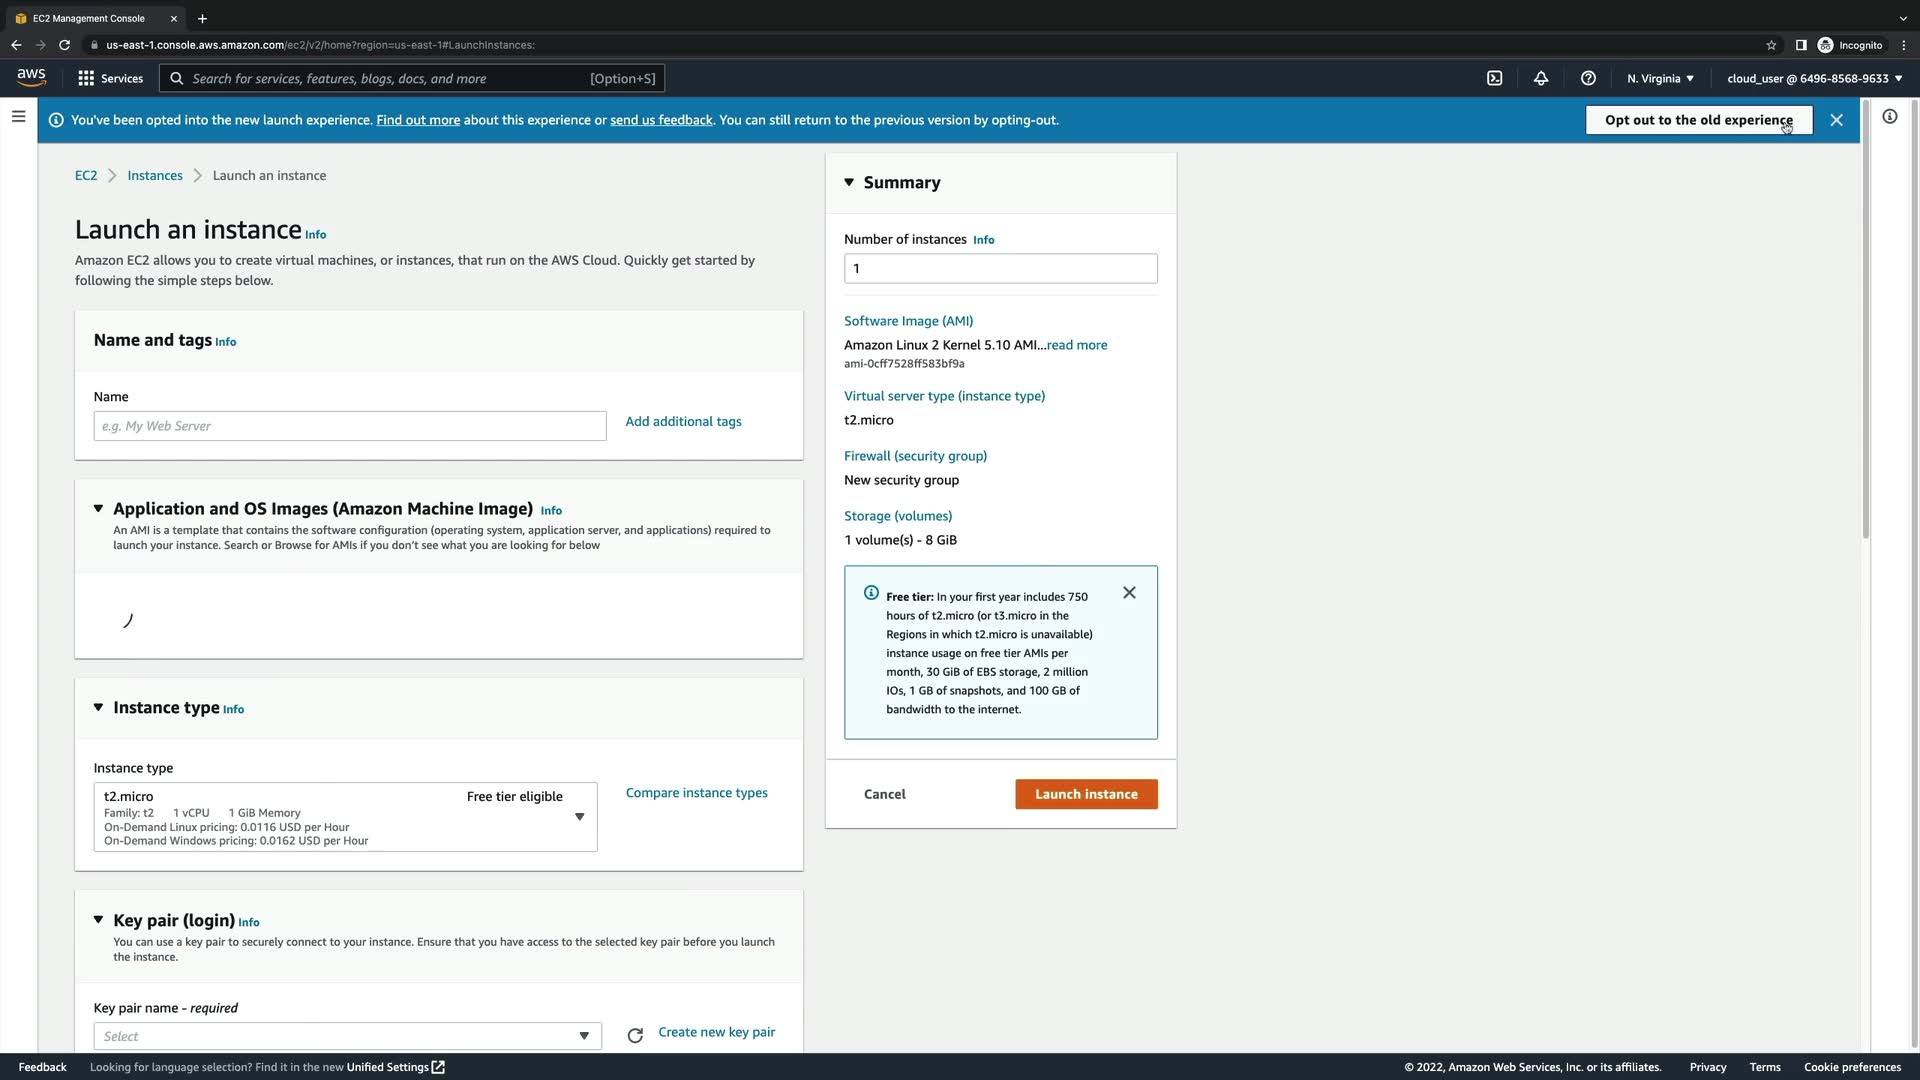 EC2 Management Console
us-east-1.console.aws.amazon.com/ec2/v2/home?region=us-east-1#LaunchInstances:
Incognito
aws
Services
Search for services, features, blogs, docs, and more
[Option+S]
N. Virginia
cloud_user @ 6496-8568-9633
You've been opted into the new launch experience. Find out more about this experience or send us feedback. You can still return to the previous version by opting-out.
Opt out to the old experience
EC2
Instances
Launch an instance
Launch an instance Info
Amazon EC2 allows you to create virtual machines, or instances, that run on the AWS Cloud. Quickly get started by
following the simple steps below.
Name and tags Info
Name
e.g. My Web Server
Add additional tags
Application and OS Images (Amazon Machine Image) Info
An AMI is a template that contains the software configuration (operating system, application server, and applications) required to
launch your instance. Search or Browse for AMIs if you don't see what you are looking for below
Instance type Info
Instance type
t2.micro
Free tier eligible
Family: t2 1 vCPU 1 GiB Memory
On-Demand Linux pricing: 0.0116 USD per Hour
On-Demand Windows pricing: 0.0162 USD per Hour
Compare instance types
Key pair (login) Info
You can use a key pair to securely connect to your instance. Ensure that you have access to the selected key pair before you launch
the instance.
Key pair name - required
Select
Create new key pair
Summary
Number of instances Info
1
Software Image (AMI)
Amazon Linux 2 Kernel 5.10 AMI...read more
ami-0cff7528ff583bf9a
Virtual server type (instance type)
t2.micro
Firewall (security group)
New security group
Storage (volumes)
1 volume(s) - 8 GiB
Free tier: In your first year includes 750
hours of t2.micro (or t3.micro in the
Regions in which t2.micro is unavailable)
instance usage on free tier AMIs per
month, 30 GiB of EBS storage, 2 million
IOs, 1 GB of snapshots, and 100 GB of
bandwidth to the internet.
Cancel
Launch instance
Feedback
Looking for language selection? Find it in the new Unified Settings
© 2022, Amazon Web Services, Inc. or its affiliates.
Privacy
Terms
Cookie preferences